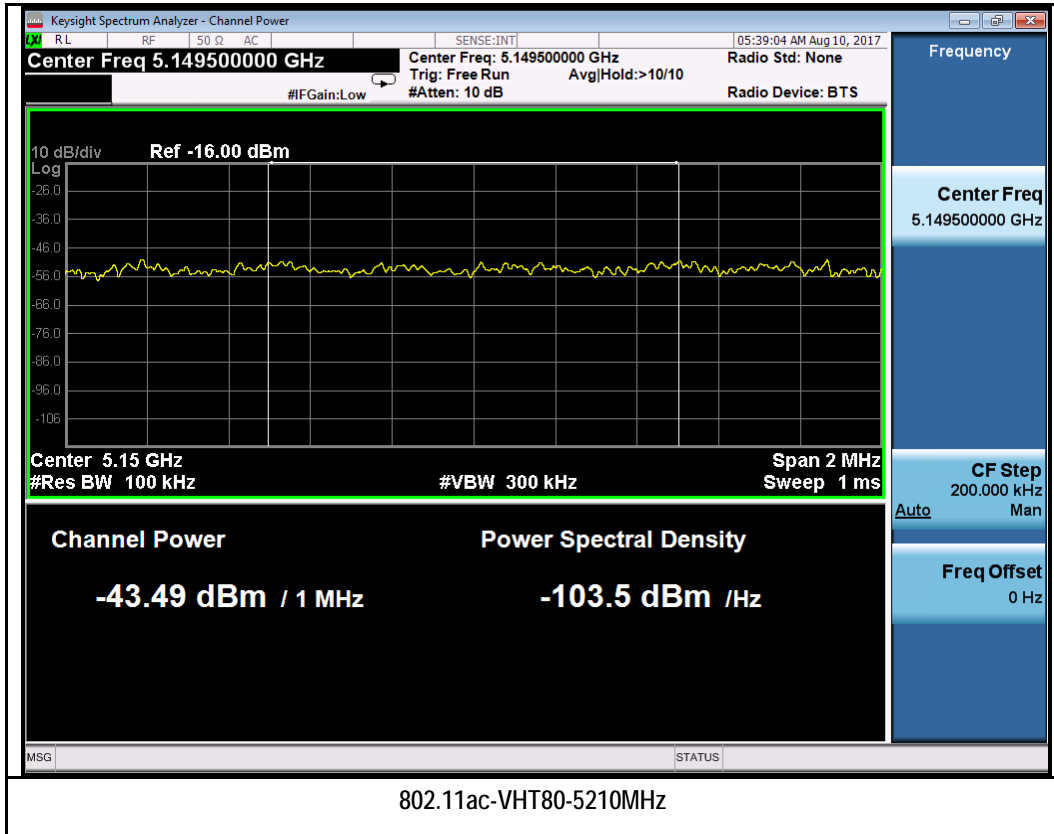 Keysight Spectrum Analyzer - Channel Power
LXI RL RF 50 Ω AC SENSE:INT 05:39:04 AM Aug 10, 2017
Center Freq 5.149500000 GHz
Center Freq: 5.149500000 GHz
Radio Std: None
Trig: Free Run Avg|Hold:>10/10
#IFGain:Low #Atten: 10 dB Radio Device: BTS
10 dB/div Ref -16.00 dBm
Log
-26.0
-36.0
-46.0
-56.0
-66.0
-76.0
-86.0
-96.0
-106
Center 5.15 GHz Span 2 MHz
#Res BW 100 kHz #VBW 300 kHz Sweep 1 ms
Channel Power Power Spectral Density
-43.49 dBm / 1 MHz -103.5 dBm /Hz
Frequency
Center Freq
5.149500000 GHz
CF Step
200.000 kHz
Auto Man
Freq Offset
0 Hz
MSG STATUS
802.11ac-VHT80-5210MHz